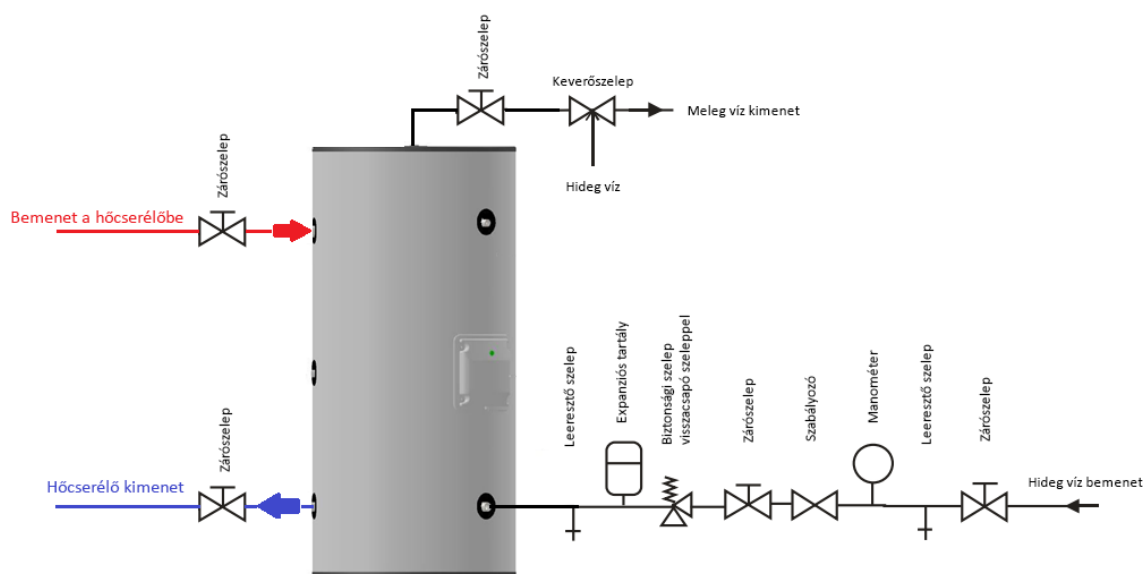 Zárószelep
Keverőszelep
Meleg víz kimenet
Hideg víz
Zárószelep
Bemenet a hőcserélőbe
Zárószelep
Hőcserélő kimenet
Leeresztő szelep
Expanziós tartály
Biztonsági szelep
visszacsapó szeleppel
Zárószelep
Szabályozó
Manométer
Leeresztő szelep
Zárószelep
Hideg víz bemenet